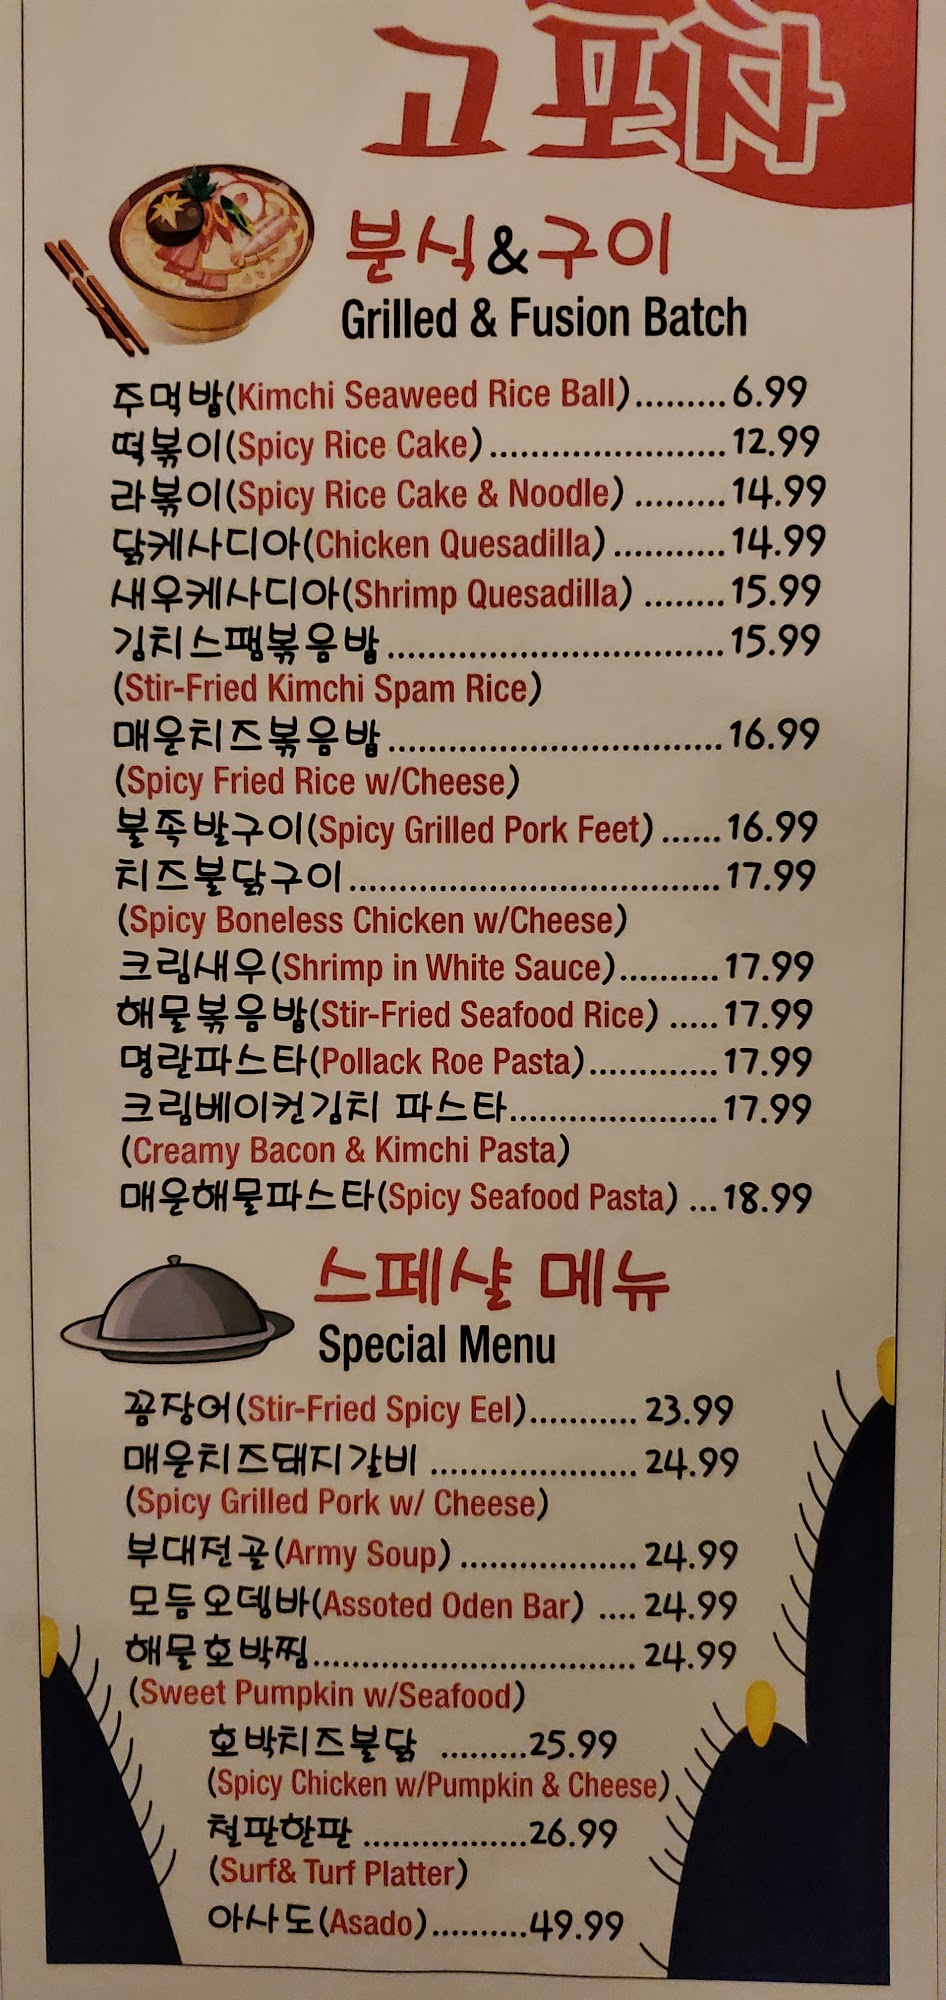 고포차
분식&구이
Grilled & Fusion Batch
주먹밥(Kimchi Seaweed Rice Ball).........6.99
떡볶이(Spicy Rice Cake)........................12.99
라볶이(Spicy Rice Cake & Noodle) .........14.99
닭케사디아(Chicken Quesadilla)...........14.99
새우케사디아(Shrimp Quesadilla) ........15.99
김치스팸볶음밥..................................15.99
(Stir-Fried Kimchi Spam Rice)
매운치즈볶음밥..................................16.99
(Spicy Fried Rice w/Cheese)
불족발구이(Spicy Grilled Pork Feet)......16.99
치즈불닭구이.....................................17.99
(Spicy Boneless Chicken w/Cheese)
크림새우(Shrimp in White Sauce)..........17.99
해물볶음밥(Stir-Fried Seafood Rice) .....17.99
명란파스타(Pollack Roe Pasta).............17.99
크림베이컨김치 파스타.....................17.99
(Creamy Bacon & Kimchi Pasta)
매운해물파스타(Spicy Seafood Pasta) ...18.99
스페샬 메뉴
Special Menu
꼼장어(Stir-Fried Spicy Eel)........... 23.99
매운치즈돼지갈비 ..................... 24.99
(Spicy Grilled Pork w/ Cheese)
부대전골(Army Soup).................. 24.99
모듬오뎅바(Assoted Oden Bar) .... 24.99
해물호박찜................................ 24.99
(Sweet Pumpkin w/Seafood)
호박치즈불닭 .........25.99
(Spicy Chicken w/Pumpkin & Cheese)
철판한판 ................26.99
(Surf& Turf Platter)
아사도(Asado)..........49.99